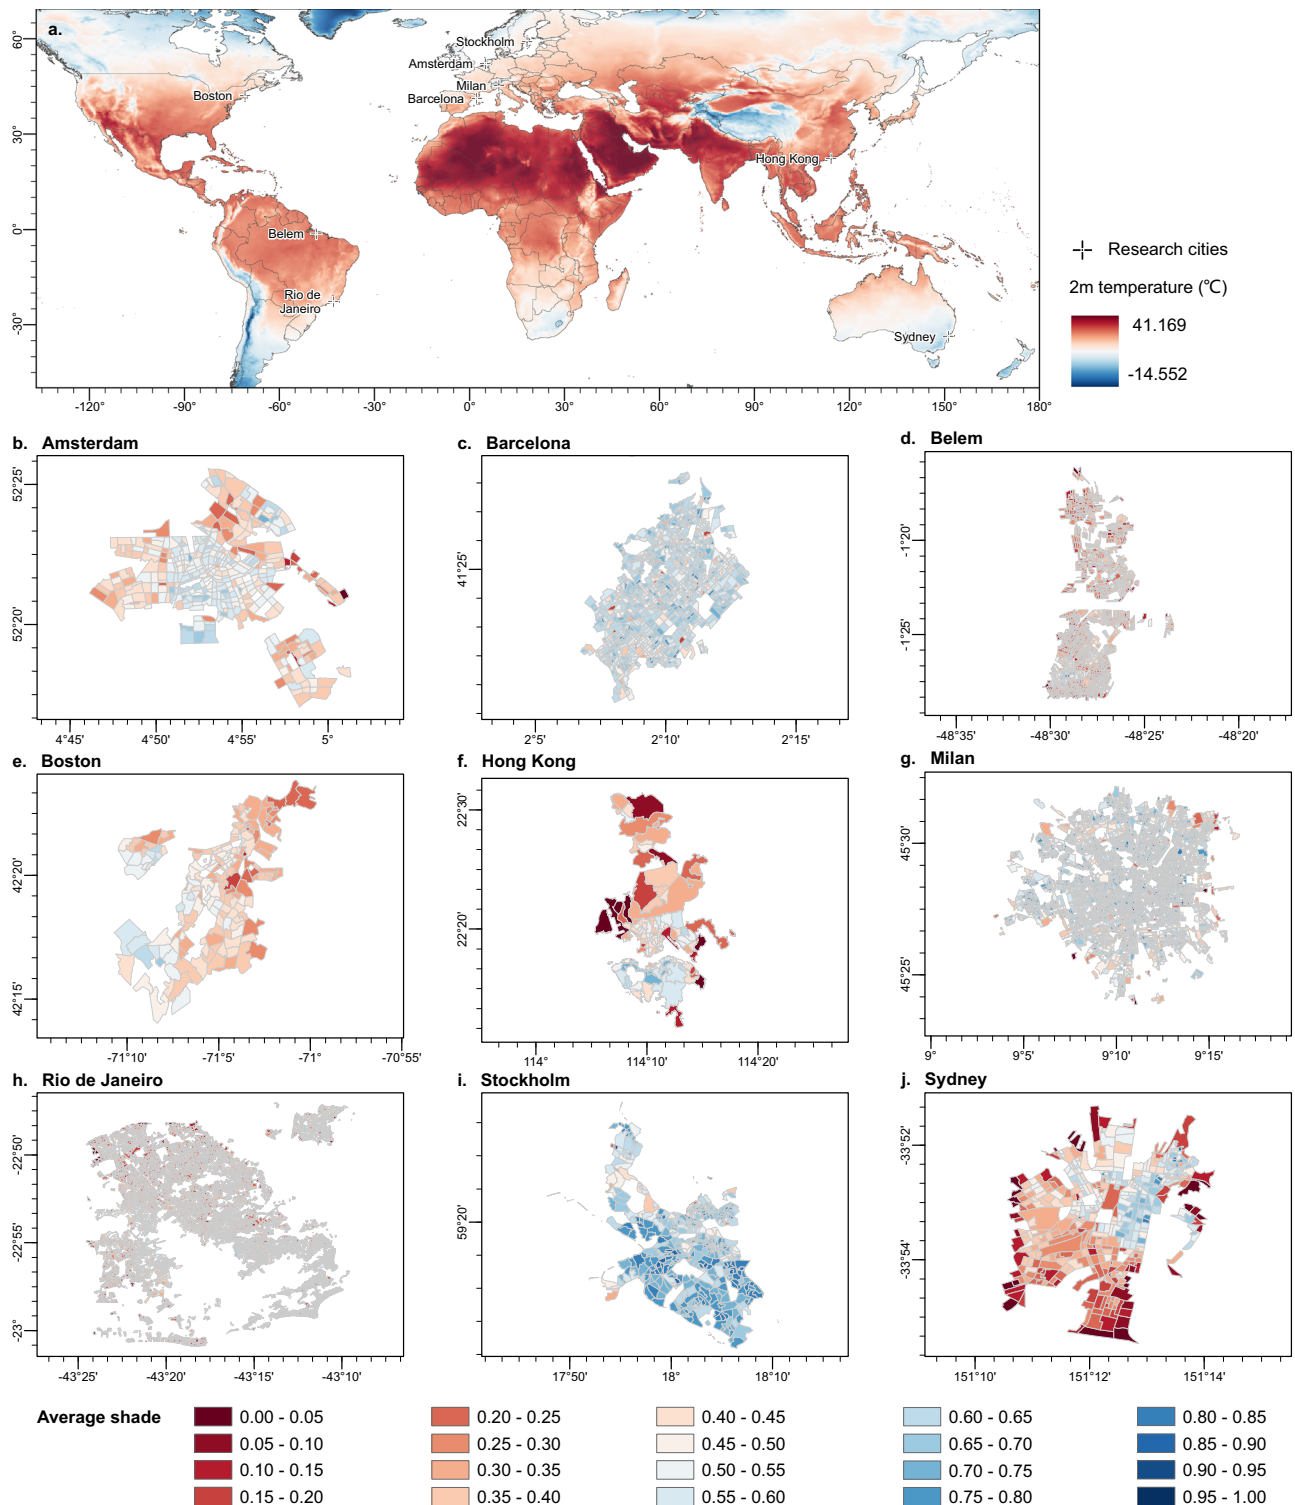 a.
60°
30°
0°
-30°
Stockholm
Amsterdam
Milan
Barcelona
Boston
Hong Kong
Belem
Rio de
Janeiro
Sydney
-120° -90° -60° -30° 0° 30° 60° 90° 120° 150° 180°
Research cities
2m temperature (℃)
41.169
-14.552
b. Amsterdam
52°25'
52°20'
4°45' 4°50' 4°55' 5°
c. Barcelona
41°25'
2°5' 2°10' 2°15'
d. Belem
-1°20'
-1°25'
-48°35' -48°30' -48°25' -48°20'
e. Boston
42°20'
42°15'
-71°10' -71°5' -71° -70°55'
f. Hong Kong
22°30'
22°20'
114° 114°10' 114°20'
g. Milan
45°30'
45°25'
9° 9°5' 9°10' 9°15'
h. Rio de Janeiro
-22°50'
-22°55'
-23°
-43°25' -43°20' -43°15' -43°10'
i. Stockholm
59°20'
17°50' 18° 18°10'
j. Sydney
-33°52'
-33°54'
151°10' 151°12' 151°14'
Average shade
0.00 - 0.05
0.05 - 0.10
0.10 - 0.15
0.15 - 0.20
0.20 - 0.25
0.25 - 0.30
0.30 - 0.35
0.35 - 0.40
0.40 - 0.45
0.45 - 0.50
0.50 - 0.55
0.55 - 0.60
0.60 - 0.65
0.65 - 0.70
0.70 - 0.75
0.75 - 0.80
0.80 - 0.85
0.85 - 0.90
0.90 - 0.95
0.95 - 1.00